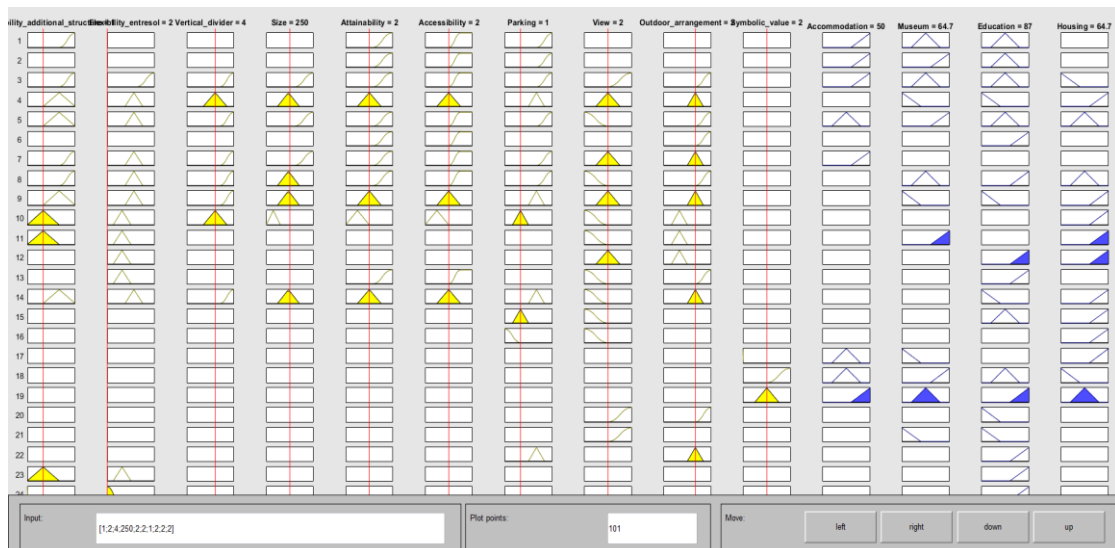 Vertical_divider = 4
Size = 250
Attainability = 2
Accessibility = 2
Parking = 1
View = 2
Symbolic_value = 2
Accommodation = 50
Museum = 64.7
Education = 87
Housing = 64.7
1
2
3
4
5
6
7
8
9
10
11
12
13
14
15
16
17
18
19
20
21
22
23
Input:
[1;2;4;250;2;2;1;2;2;2]
Plot points:
101
Move:
left
right
down
up